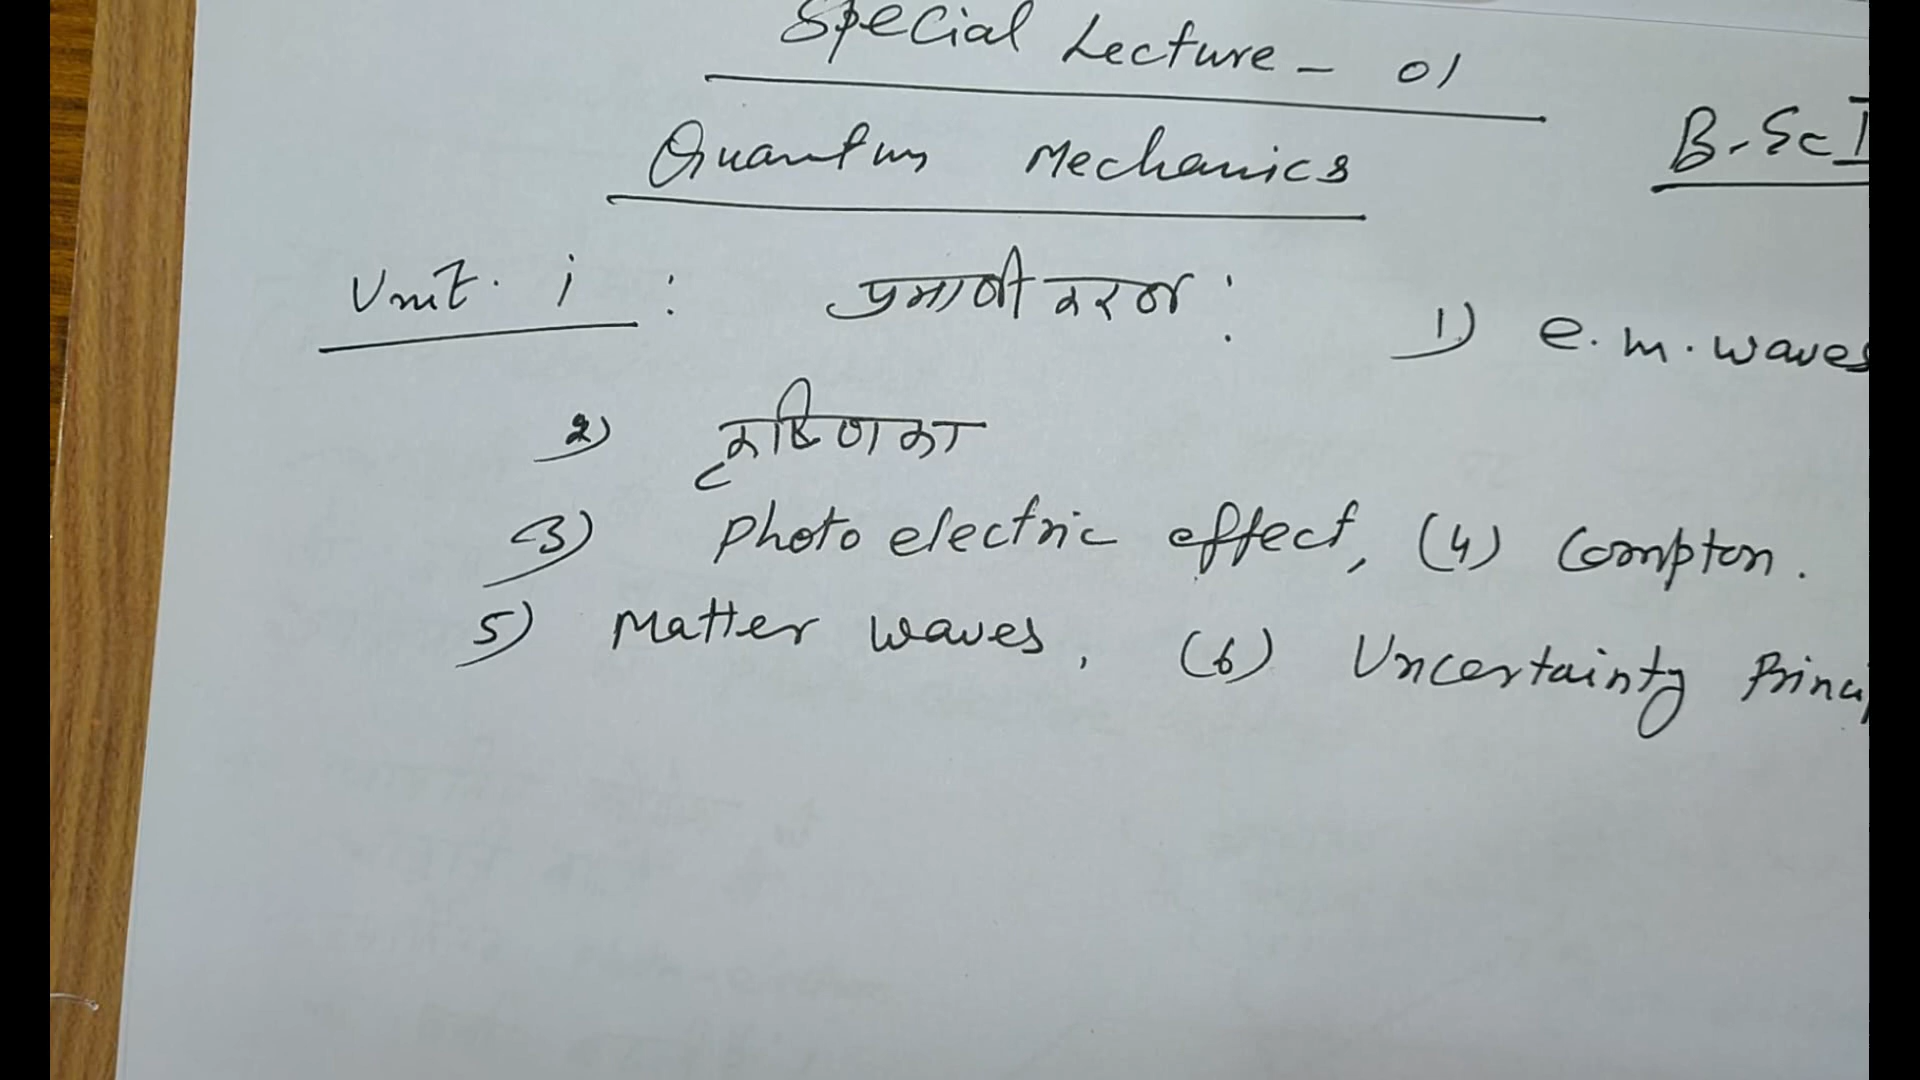 Special Lecture - 01
Quantum Mechanics B.Sc I
Unit. i : प्रमात्रीकरण : 1) e.m. waves
2) कृष्णिका
(3) Photo electric effect, (4) Compton.
5) Matter waves, (6) Uncertainty Princi